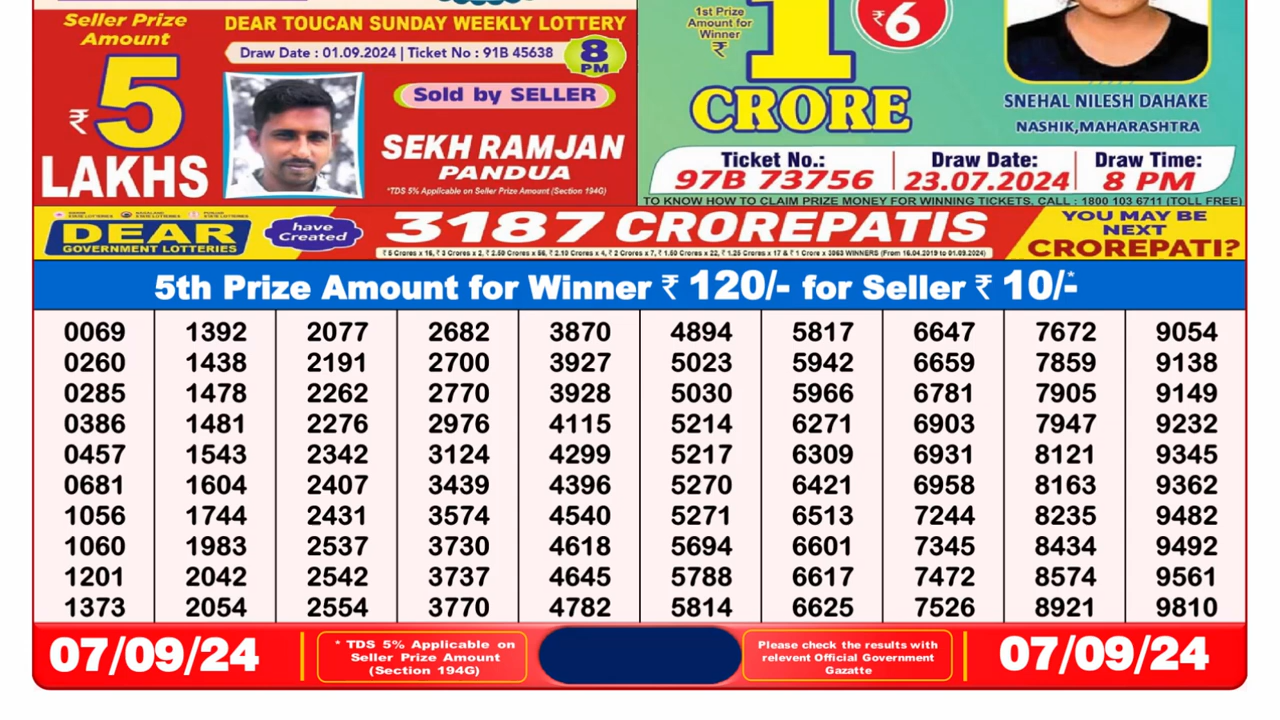 Seller Prize
Amount
₹5
LAKHS
DEAR TOUCAN SUNDAY WEEKLY LOTTERY
Draw Date : 01.09.2024 | Ticket No : 91B 45638
8
PM
Sold by SELLER
SEKH RAMJAN
PANDUA
*TDS 5% Applicable on Seller Prize Amount (Section 194G)
1st Prize
Amount for
Winner
₹
1
CRORE
₹6
SNEHAL NILESH DAHAKE
NASHIK,MAHARASHTRA
Ticket No.: Draw Date: Draw Time:
97B 73756 23.07.2024 8 PM
TO KNOW HOW TO CLAIM PRIZE MONEY FOR WINNING TICKETS, CALL : 1800 103 6711 (TOLL FREE)
DEAR
GOVERNMENT LOTTERIES
have
Created
3187 CROREPATIS
YOU MAY BE
NEXT
CROREPATI?
5th Prize Amount for Winner ₹ 120/- for Seller ₹ 10/-*
0069 1392 2077 2682 3870 4894 5817 6647 7672 9054
0260 1438 2191 2700 3927 5023 5942 6659 7859 9138
0285 1478 2262 2770 3928 5030 5966 6781 7905 9149
0386 1481 2276 2976 4115 5214 6271 6903 7947 9232
0457 1543 2342 3124 4299 5217 6309 6931 8121 9345
0681 1604 2407 3439 4396 5270 6421 6958 8163 9362
1056 1744 2431 3574 4540 5271 6513 7244 8235 9482
1060 1983 2537 3730 4618 5694 6601 7345 8434 9492
1201 2042 2542 3737 4645 5788 6617 7472 8574 9561
1373 2054 2554 3770 4782 5814 6625 7526 8921 9810
07/09/24
* TDS 5% Applicable on
Seller Prize Amount
(Section 194G)
Please check the results with
relevent Official Government
Gazatte
07/09/24